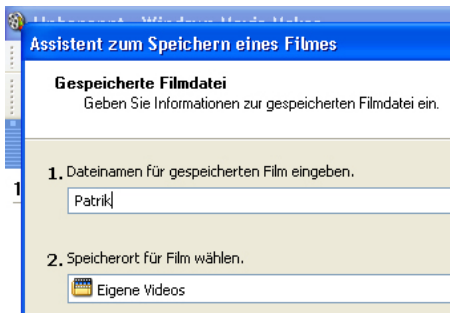 Assistent zum Speichern eines Filmes
Gespeicherte Filmdatei
Geben Sie Informationen zur gespeicherten Filmdatei ein.
1. Dateinamen für gespeicherten Film eingeben.
Patrik
2. Speicherort für Film wählen.
Eigene Videos